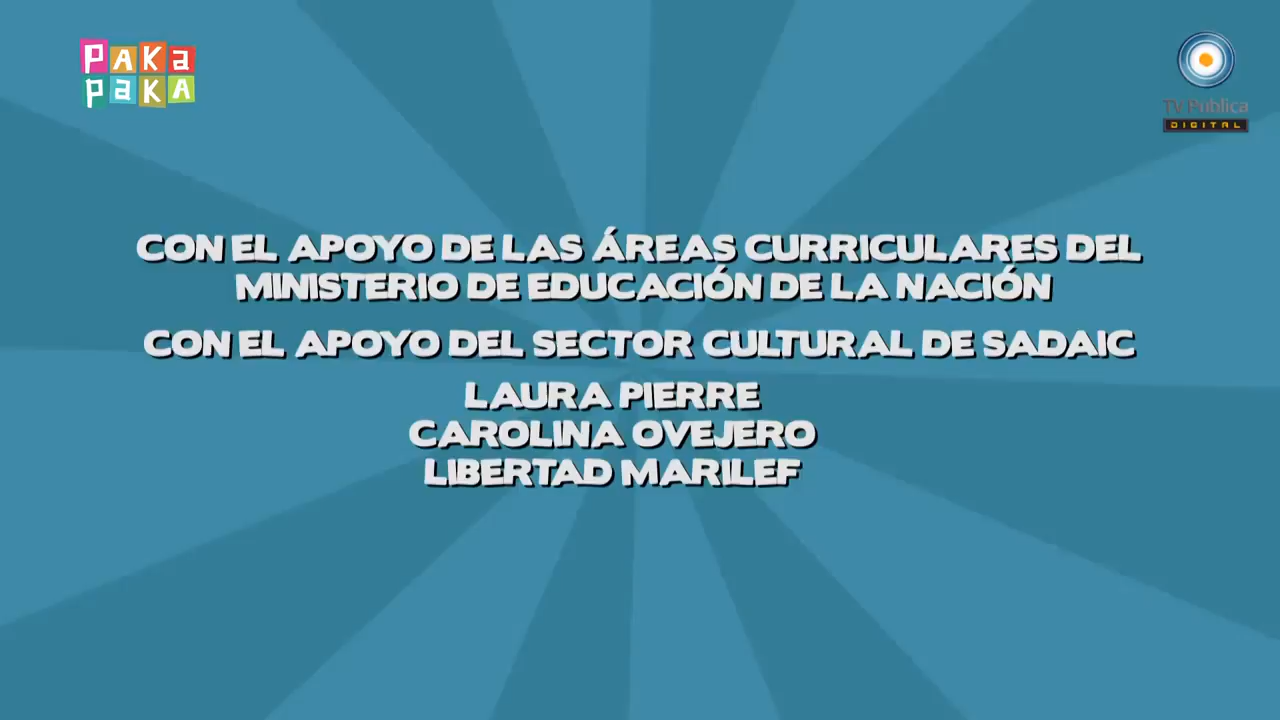 PAKA
PAKA
TV Pública
DIGITAL
CON EL APOYO DE LAS ÁREAS CURRICULARES DEL
MINISTERIO DE EDUCACIÓN DE LA NACIÓN
CON EL APOYO DEL SECTOR CULTURAL DE SADAIC
LAURA PIERRE
CAROLINA OVEJERO
LIBERTAD MARILEF